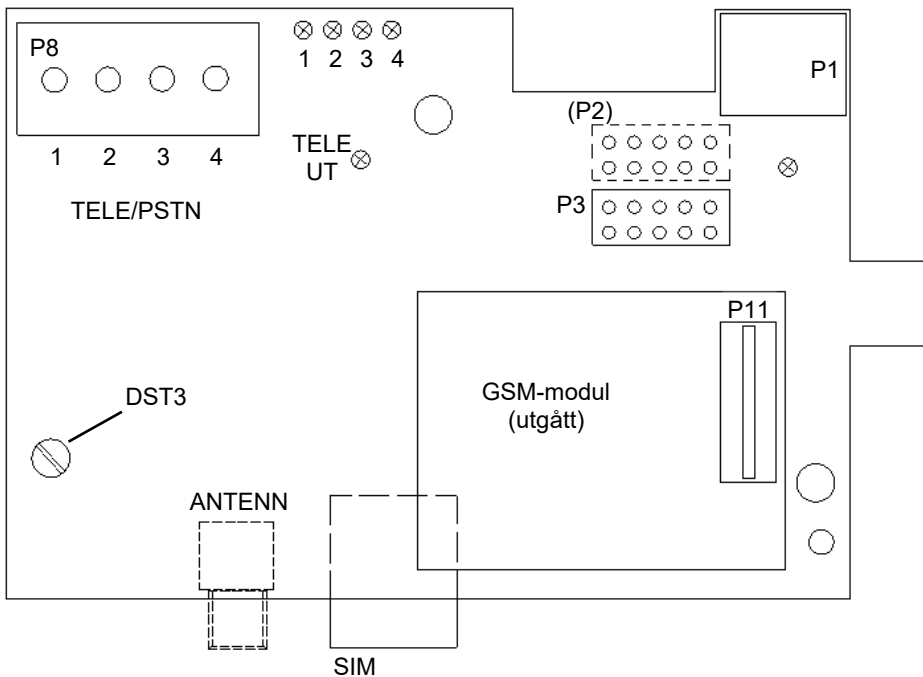 P8
1 2 3 4
P1
(P2)
TELE
UT
1 2 3 4
P3
TELE/PSTN
P11
GSM-modul
(utgått)
DST3
ANTENN
SIM